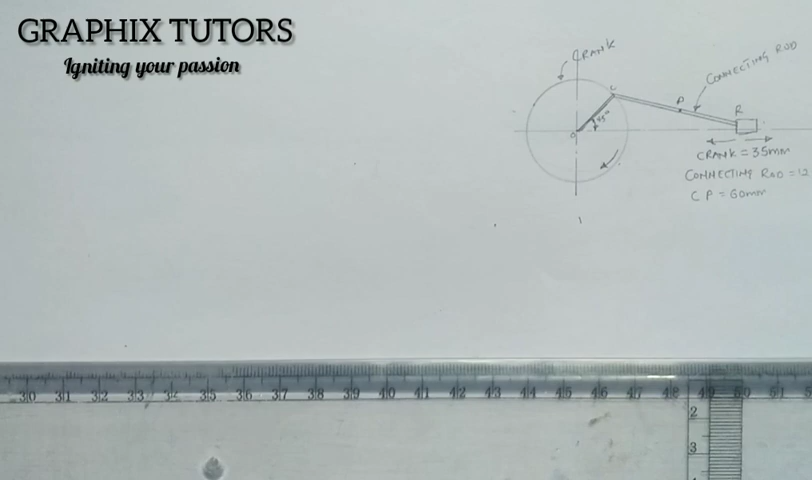 GRAPHIX TUTORS
Igniting your passion
CRANK
CONNECTING ROD
C
P
R
45°
O
CRANK = 35mm
CONNECTING ROD = 12
CP = 60mm
30 31 32 33 34 35 36 37 38 39 40 41 42 43 44 45 46 47 48 49 50 51
2
3